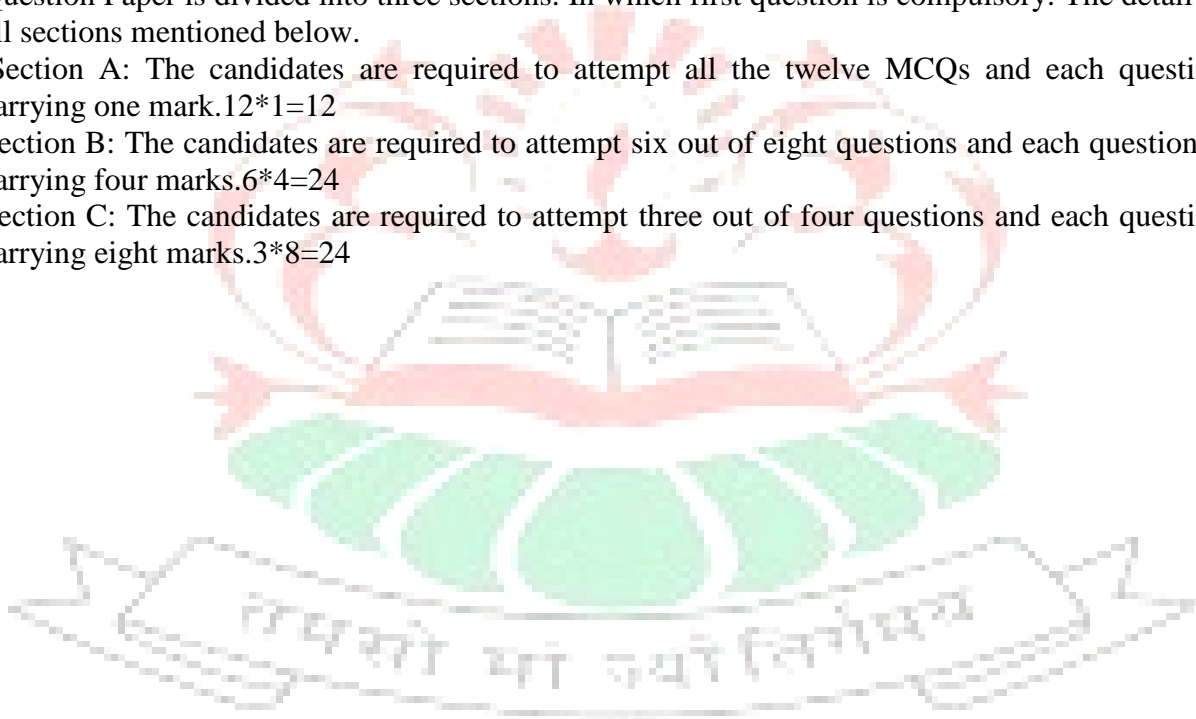 uestion Paper is divided into three sections. In which first question is compulsory. The detail
ll sections mentioned below.
Section A: The candidates are required to attempt all the twelve MCQs and each questi
arrying one mark.12*1=12
ection B: The candidates are required to attempt six out of eight questions and each question
arrying four marks.6*4=24
ection C: The candidates are required to attempt three out of four questions and each questi
arrying eight marks.3*8=24